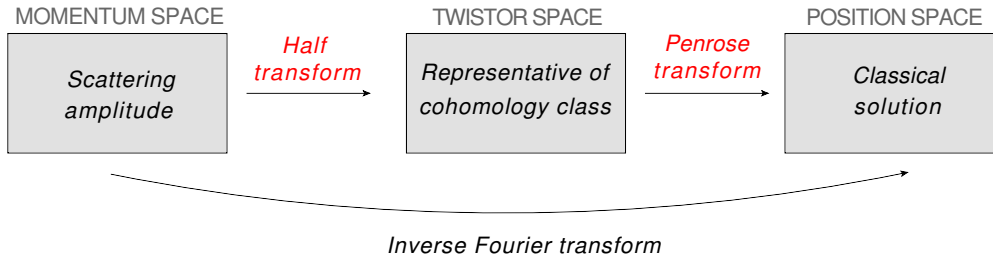 MOMENTUM SPACE
TWISTOR SPACE
POSITION SPACE
Scattering
amplitude
Half
transform
Representative of
cohomology class
Penrose
transform
Classical
solution
Inverse Fourier transform